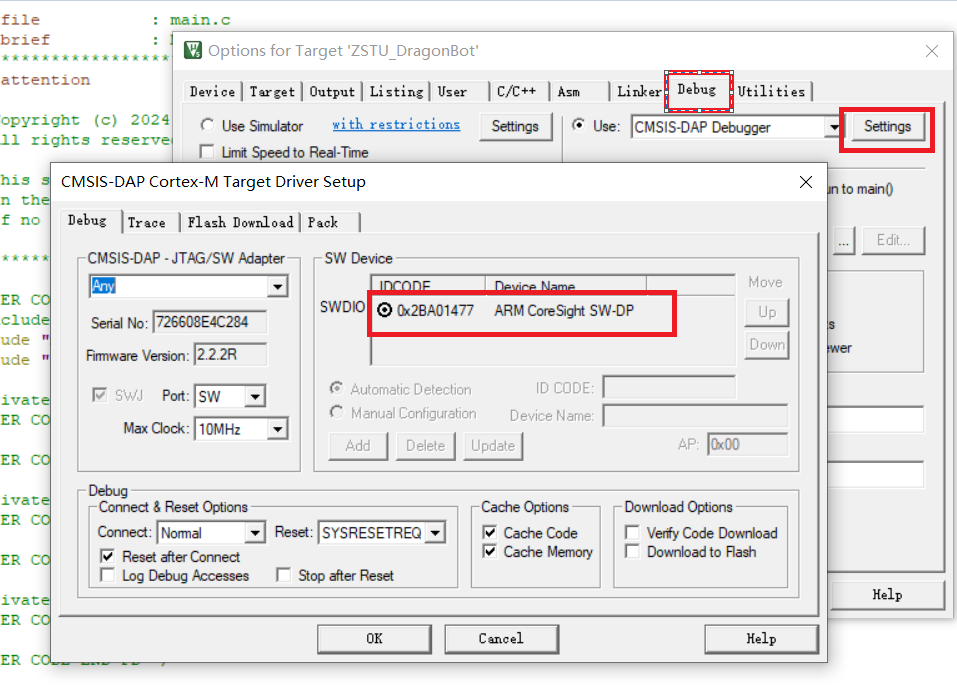 file : main.c
brief :
Options for Target 'ZSTU_DragonBot'
attention
Device Target Output Listing User C/C++ Asm Linker Debug Utilities
Copyright (c) 2024
Use Simulator with restrictions Settings Use: CMSIS-DAP Debugger Settings
All rights reserve
Limit Speed to Real-Time
CMSIS-DAP Cortex-M Target Driver Setup
un to main()
his s
n the
f no
Debug Trace Flash Download Pack
... Edit...
CMSIS-DAP - JTAG/SW Adapter
Any
Serial No: 726608E4C284
Firmware Version: 2.2.2R
SWJ Port: SW
Max Clock: 10MHz
SW Device
IDCODE Device Name
SWDIO 0x2BA01477 ARM CoreSight SW-DP
Move
Up
Down
Automatic Detection ID CODE:
Manual Configuration Device Name:
Add Delete Update AP: 0x00
ER CO
clude
ude "
ude "
ivate
ER CO
ER CO
ivate
ER CO
ER CO
ivate
ER CO
s
ewer
Debug
Connect & Reset Options
Connect: Normal Reset: SYSRESETREQ
Reset after Connect
Log Debug Accesses Stop after Reset
Cache Options
Cache Code
Cache Memory
Download Options
Verify Code Download
Download to Flash
Help
OK Cancel Help
ER CODE END PD */